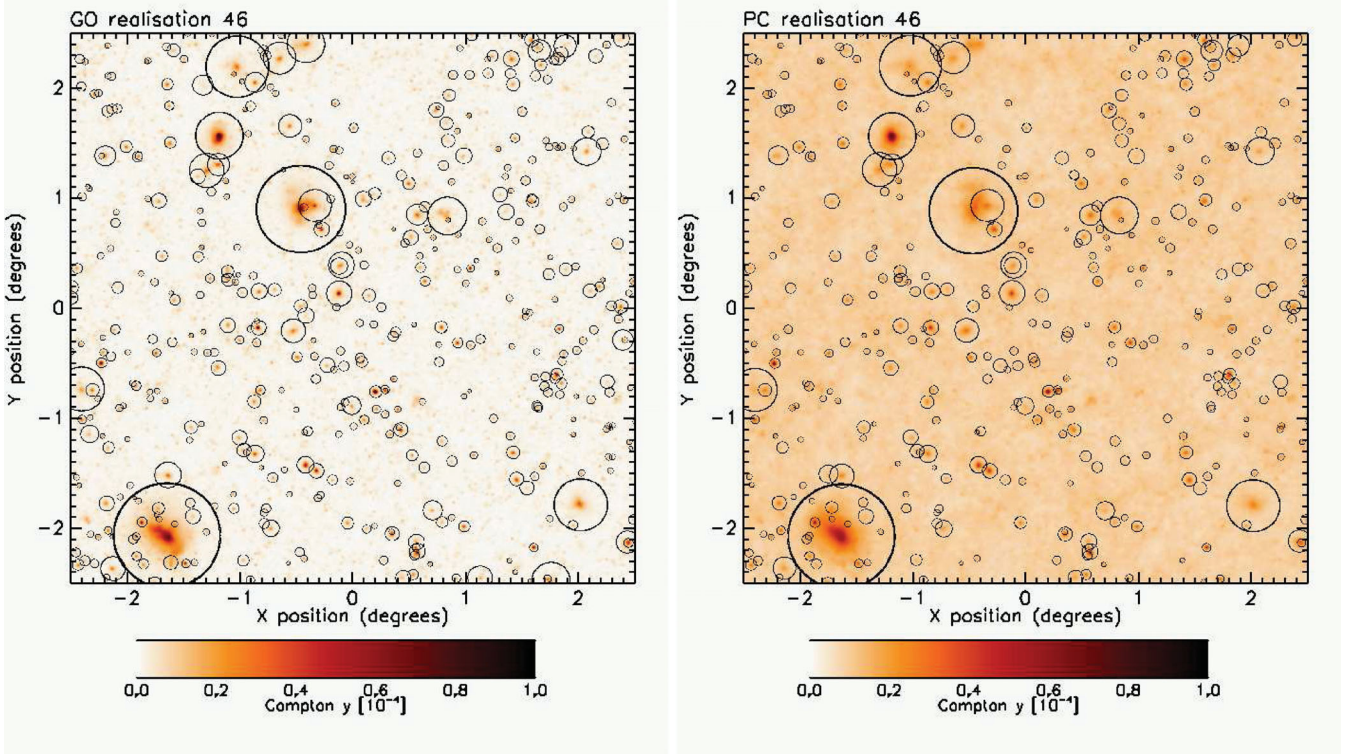 GO realisation 46
2
1
0
−1
−2
Y position (degrees)
−2 −1 0 1 2
X position (degrees)
0.0 0.2 0.4 0.6 0.8 1.0
Compton y [10⁻⁴]
PC realisation 46
2
1
0
−1
−2
Y position (degrees)
−2 −1 0 1 2
X position (degrees)
0.0 0.2 0.4 0.6 0.8 1.0
Compton y [10⁻⁴]